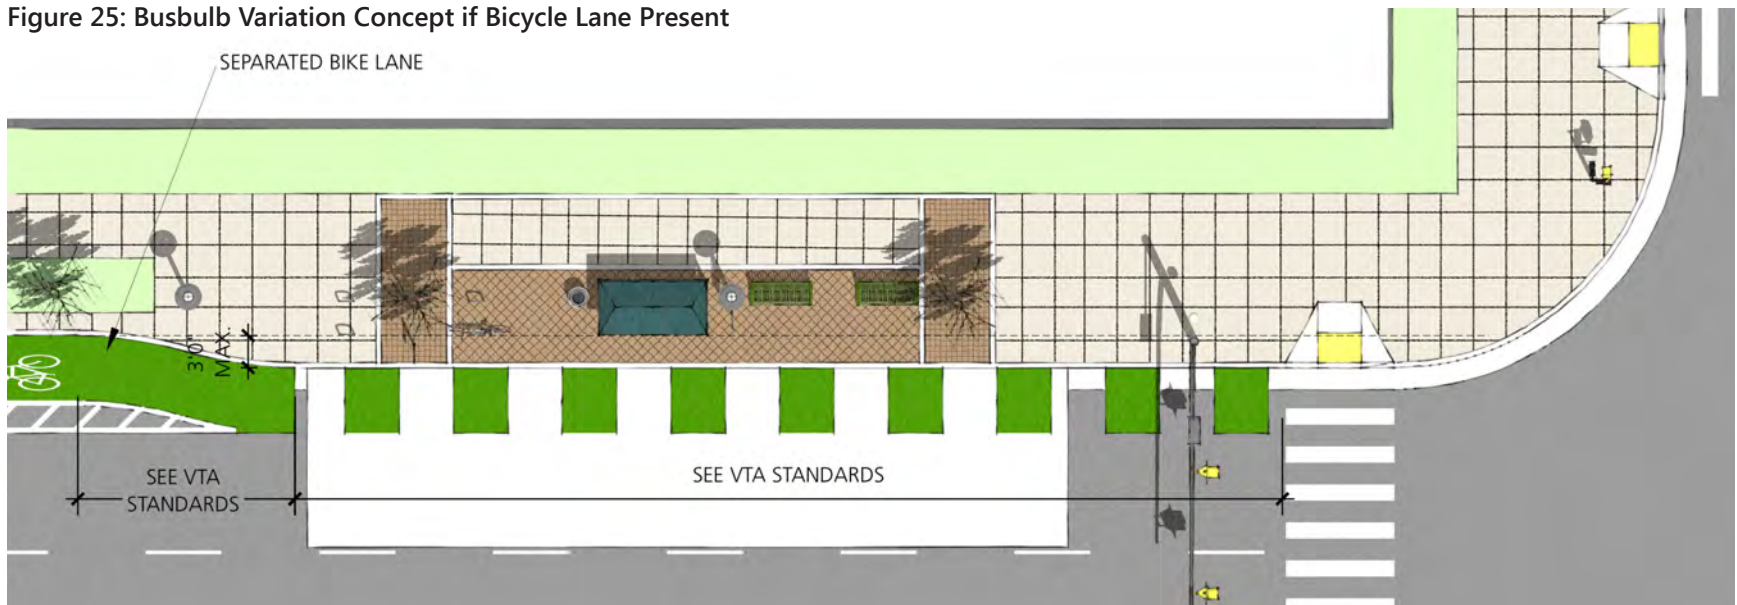 Figure 25: Busbulb Variation Concept if Bicycle Lane Present
SEPARATED BIKE LANE
3'0"
MAX.
SEE VTA
STANDARDS
SEE VTA STANDARDS